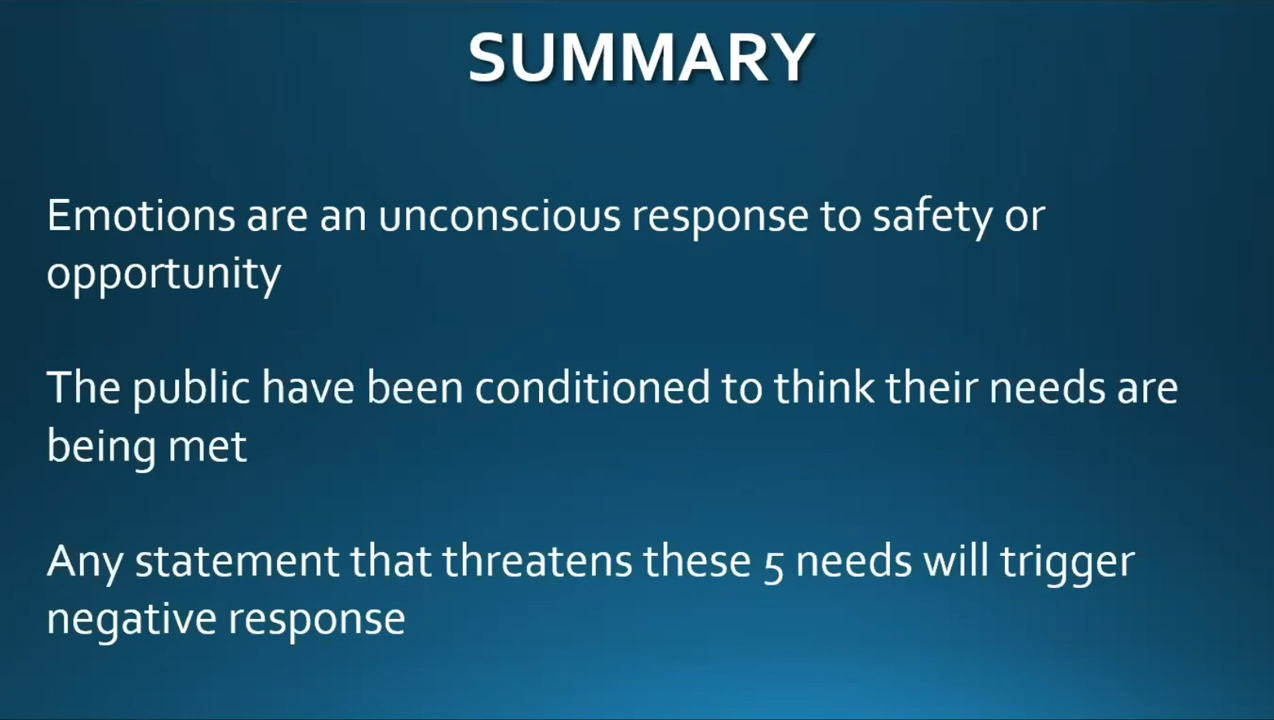 SUMMARY
Emotions are an unconscious response to safety or
opportunity
The public have been conditioned to think their needs are
being met
Any statement that threatens these 5 needs will trigger
negative response